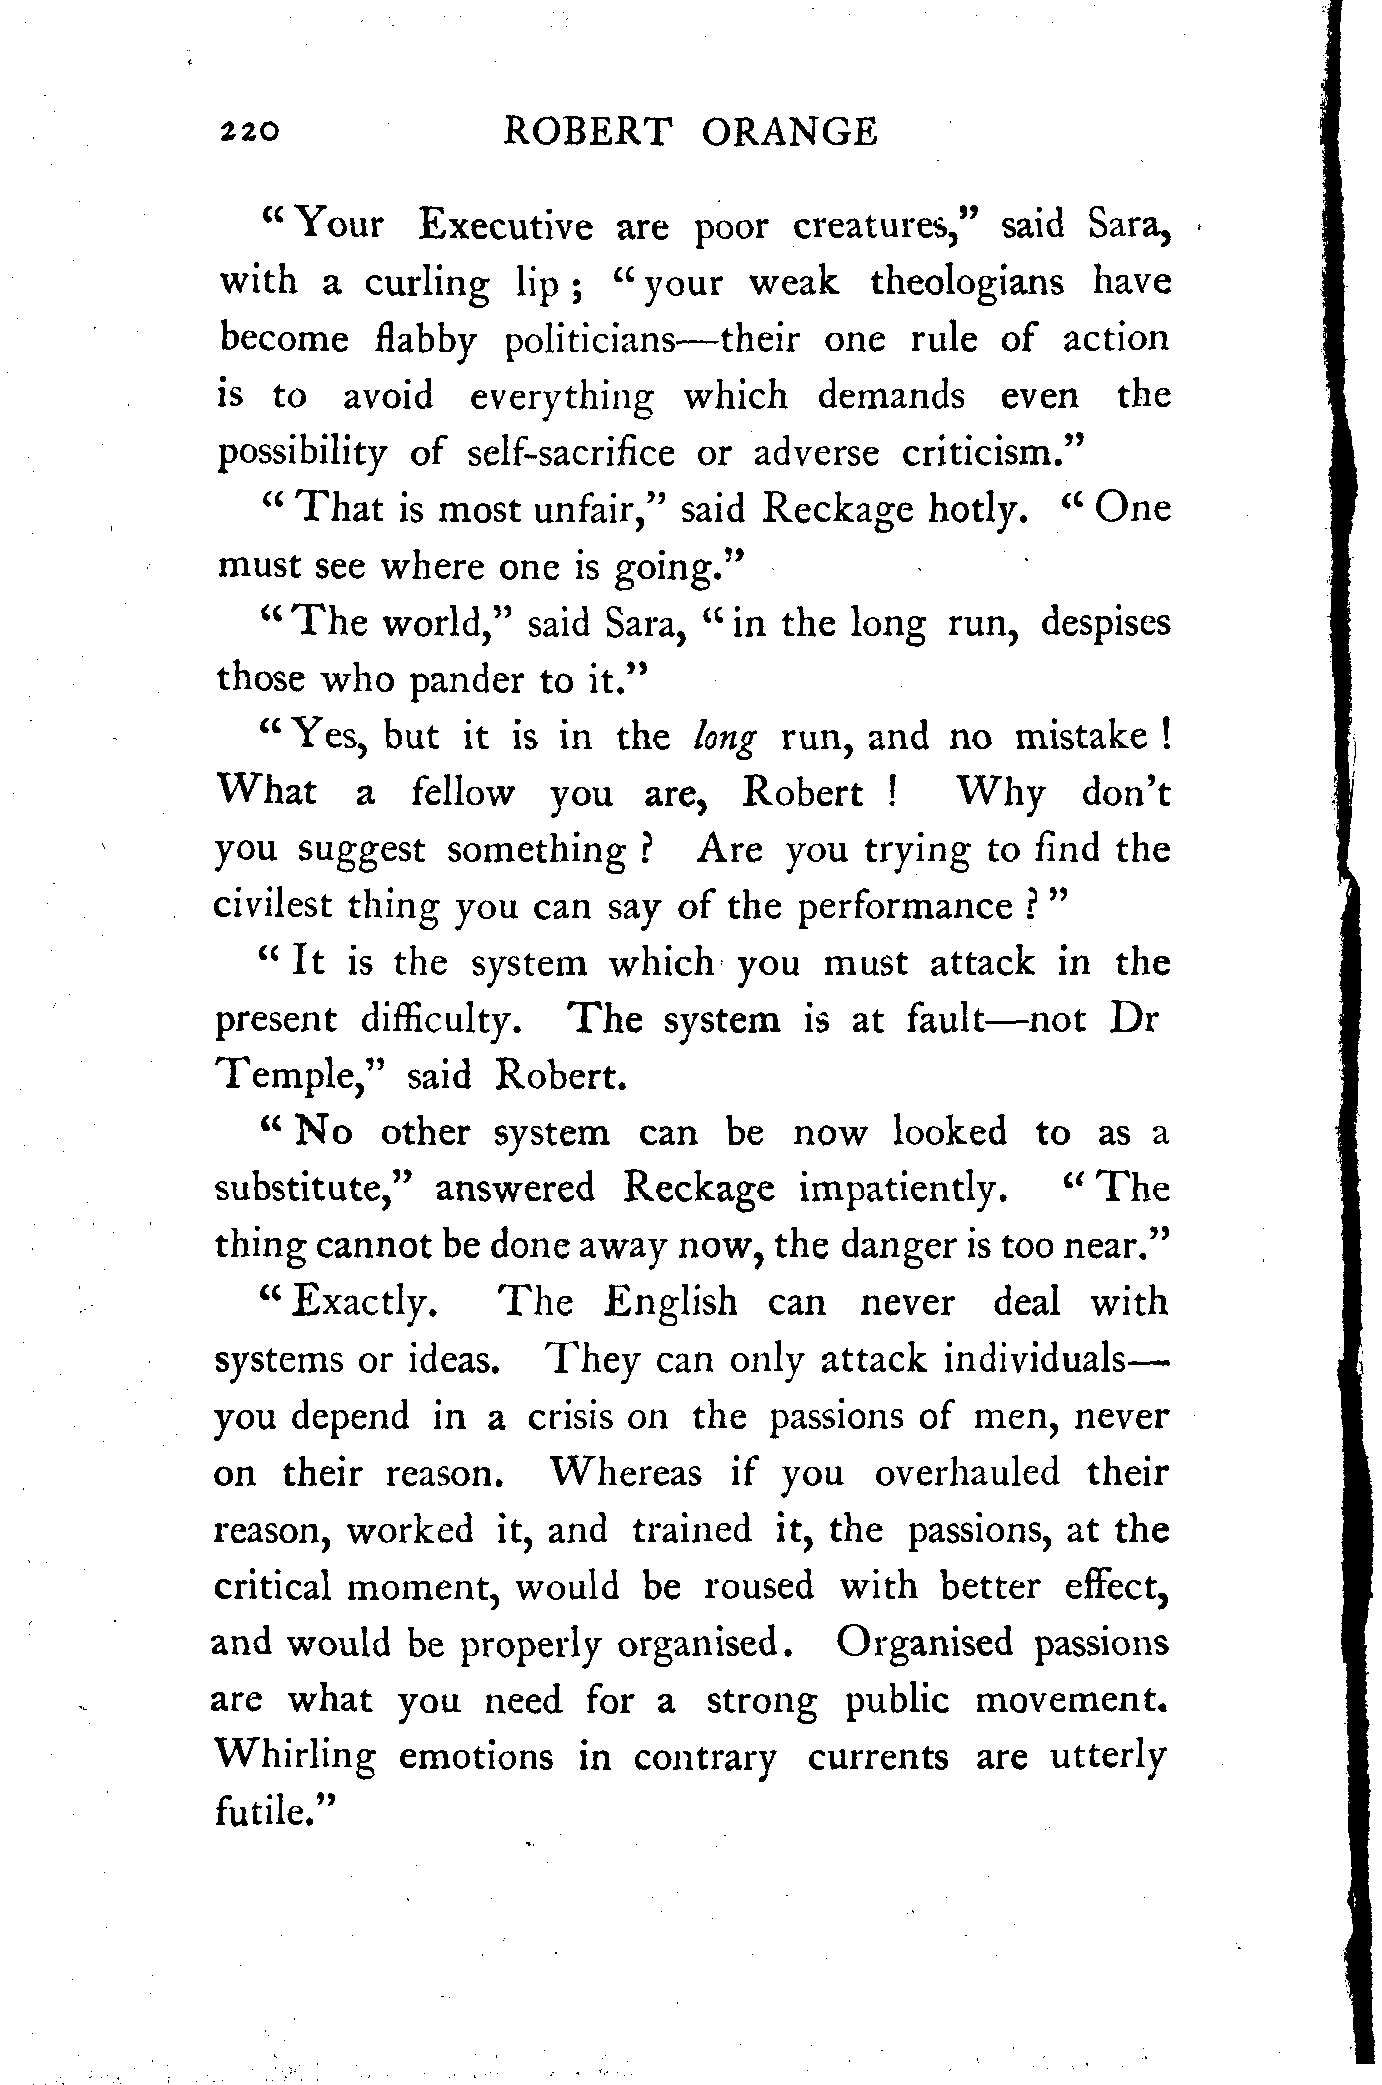 220 ROBERT ORANGE
“Your Executive are poor creatures,” said Sara,
with a curling lip; “your weak theologians have
become flabby politicians—their one rule of action
is to avoid everything which demands even the
possibility of self-sacrifice or adverse criticism.”
“That is most unfair,” said Reckage hotly. “One
must see where one is going.”
“The world,” said Sara, “in the long run, despises
those who pander to it.”
“Yes, but it is in the long run, and no mistake!
What a fellow you are, Robert! Why don't
you suggest something? Are you trying to find the
civilest thing you can say of the performance?”
“It is the system which you must attack in the
present difficulty. The system is at fault—not Dr
Temple,” said Robert.
“No other system can be now looked to as a
substitute,” answered Reckage impatiently. “The
thing cannot be done away now, the danger is too near.”
“Exactly. The English can never deal with
systems or ideas. They can only attack individuals—
you depend in a crisis on the passions of men, never
on their reason. Whereas if you overhauled their
reason, worked it, and trained it, the passions, at the
critical moment, would be roused with better effect,
and would be properly organised. Organised passions
are what you need for a strong public movement.
Whirling emotions in contrary currents are utterly
futile.”